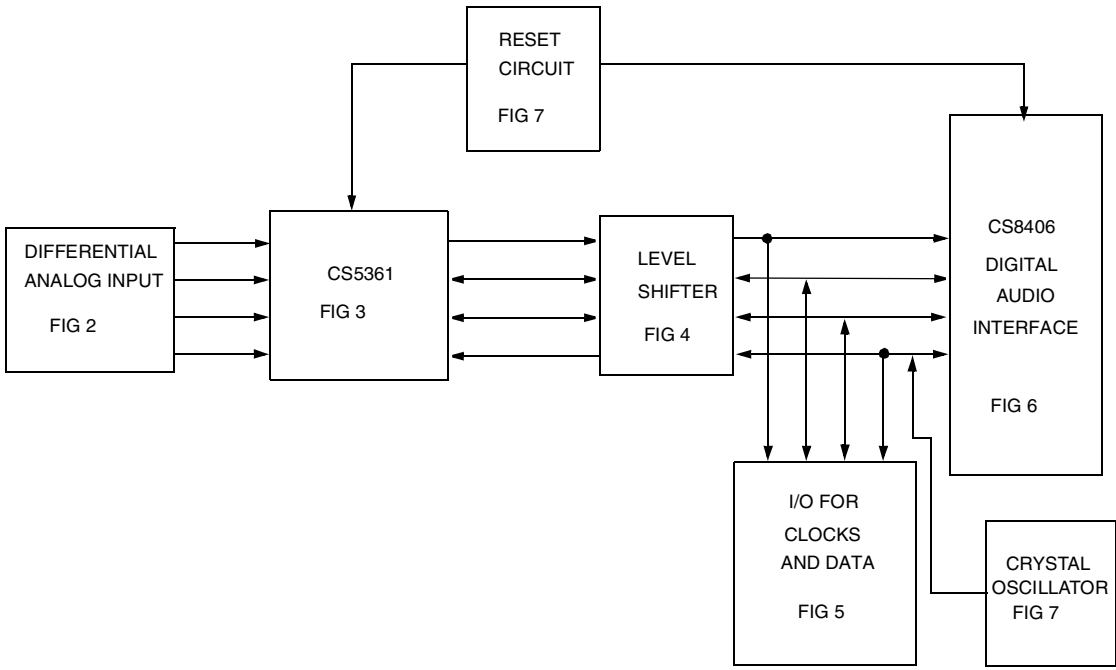 RESET
CIRCUIT
FIG 7
DIFFERENTIAL
ANALOG INPUT
FIG 2
CS5361
FIG 3
LEVEL
SHIFTER
FIG 4
CS8406
DIGITAL
AUDIO
INTERFACE
FIG 6
I/O FOR
CLOCKS
AND DATA
FIG 5
CRYSTAL
OSCILLATOR
FIG 7